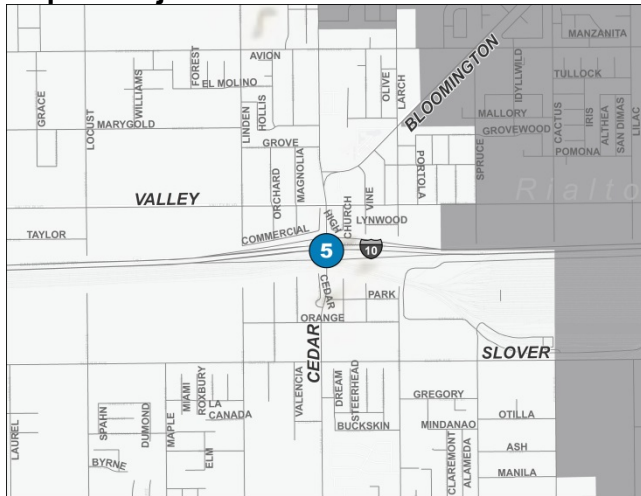 MANZANITA
AVION
FOREST
WILLIAMS
EL MOLINO
GRACE
LOCUST
MARYGOLD
LINDEN
HOLLIS
OLIVE
LARCH
BLOOMINGTON
IDYLLWILD
TULLOCK
MALLORY
GROVEWOOD
CACTUS
IRIS
ALTHEA
SAN DIMAS
LILAC
POMONA
SPRUCE
GROVE
ORCHARD
MAGNOLIA
PORTOLA
Rialto
VALLEY
HIGH
CHURCH
VINE
LYNWOOD
TAYLOR
COMMERCIAL
5
10
CEDAR
PARK
ORANGE
CEDAR
SLOVER
LAUREL
SPAHN
DUMOND
MAPLE
MIAMI
ROXBURY
LA
CANADA
ELM
BYRNE
VALENCIA
DREAM
STEERHEAD
BUCKSKIN
GREGORY
MINDANAO
CLAREMONT
ALAMEDA
OTILLA
ASH
MANILA